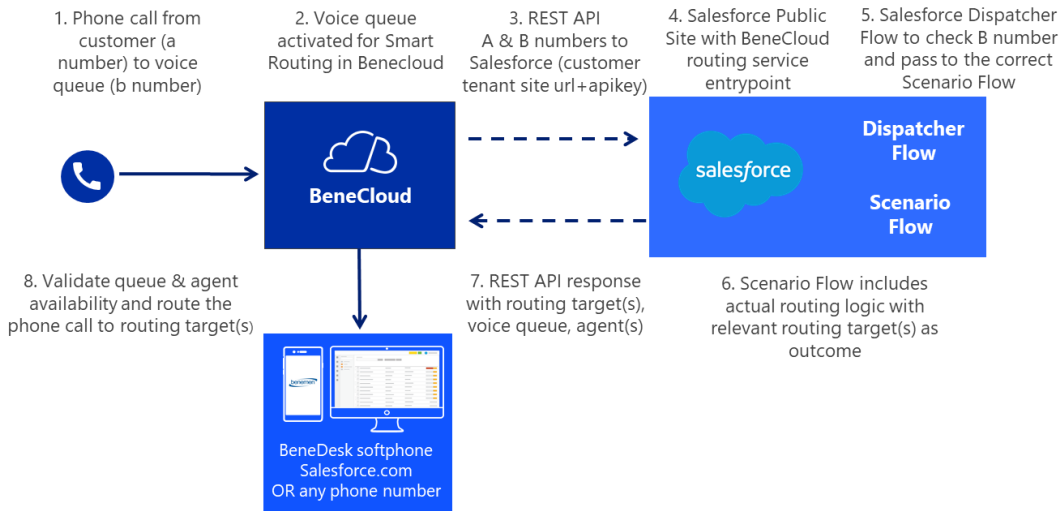 1. Phone call from
customer (a
number) to voice
queue (b number)
2. Voice queue
activated for Smart
Routing in Benecloud
3. REST API
A & B numbers to
Salesforce (customer
tenant site url+apikey)
4. Salesforce Public
Site with BeneCloud
routing service
entrypoint
5. Salesforce Dispatcher
Flow to check B number
and pass to the correct
Scenario Flow
BeneCloud
salesforce
Dispatcher
Flow
Scenario
Flow
8. Validate queue & agent
availability and route the
phone call to routing target(s)
7. REST API response
with routing target(s),
voice queue, agent(s)
6. Scenario Flow includes
actual routing logic with
relevant routing target(s) as
outcome
benemen
BeneDesk softphone
Salesforce.com
OR any phone number